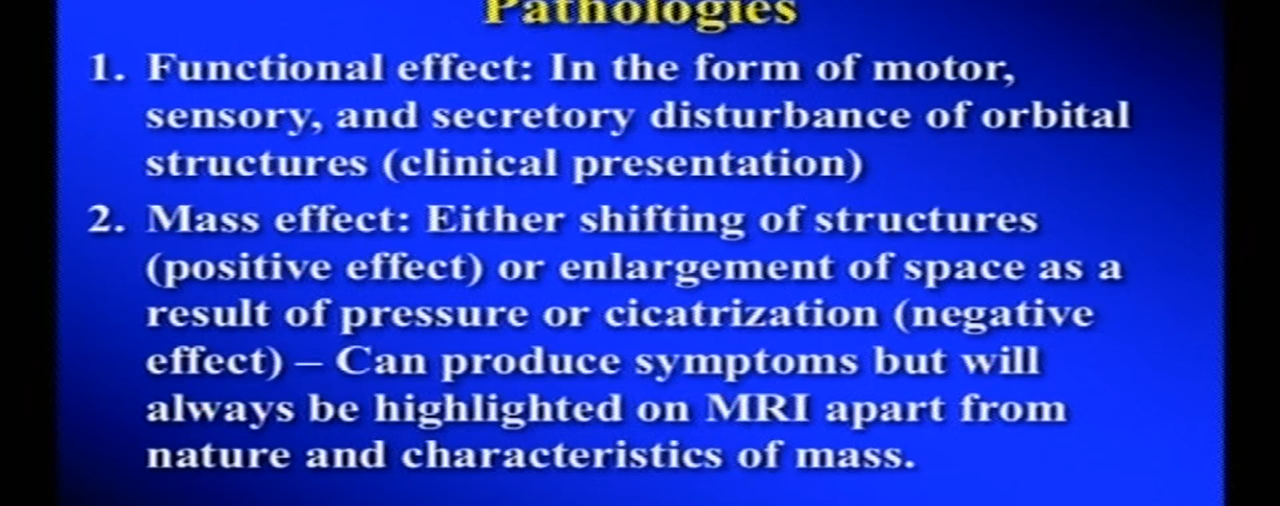 Pathologies
1. Functional effect: In the form of motor,
sensory, and secretory disturbance of orbital
structures (clinical presentation)
2. Mass effect: Either shifting of structures
(positive effect) or enlargement of space as a
result of pressure or cicatrization (negative
effect) – Can produce symptoms but will
always be highlighted on MRI apart from
nature and characteristics of mass.